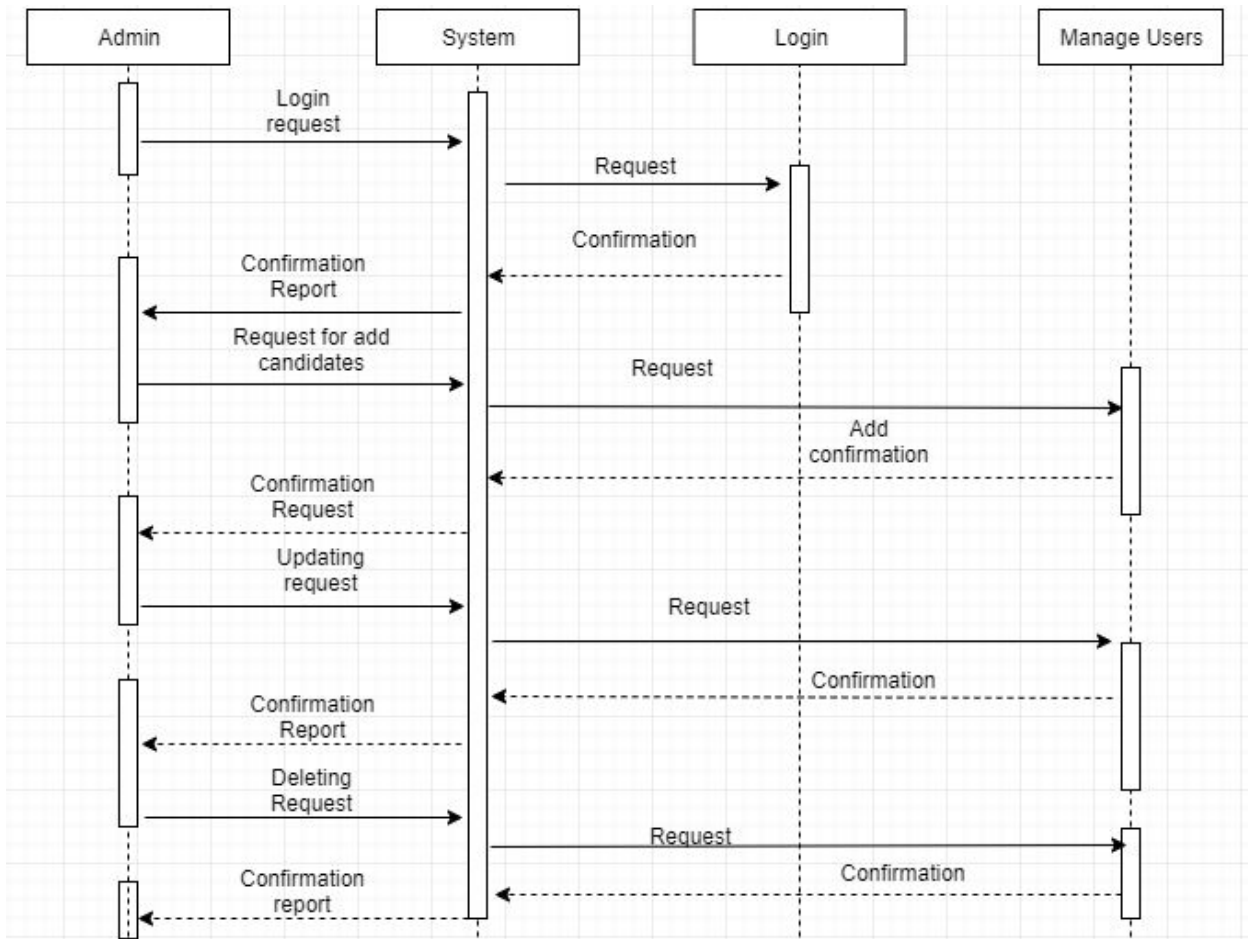 Admin
System
Login
Manage Users
Login
request
Request
Confirmation
Confirmation
Report
Request for add
candidates
Request
Add
confirmation
Confirmation
Request
Updating
request
Request
Confirmation
Confirmation
Report
Deleting
Request
Request
Confirmation
Confirmation
report